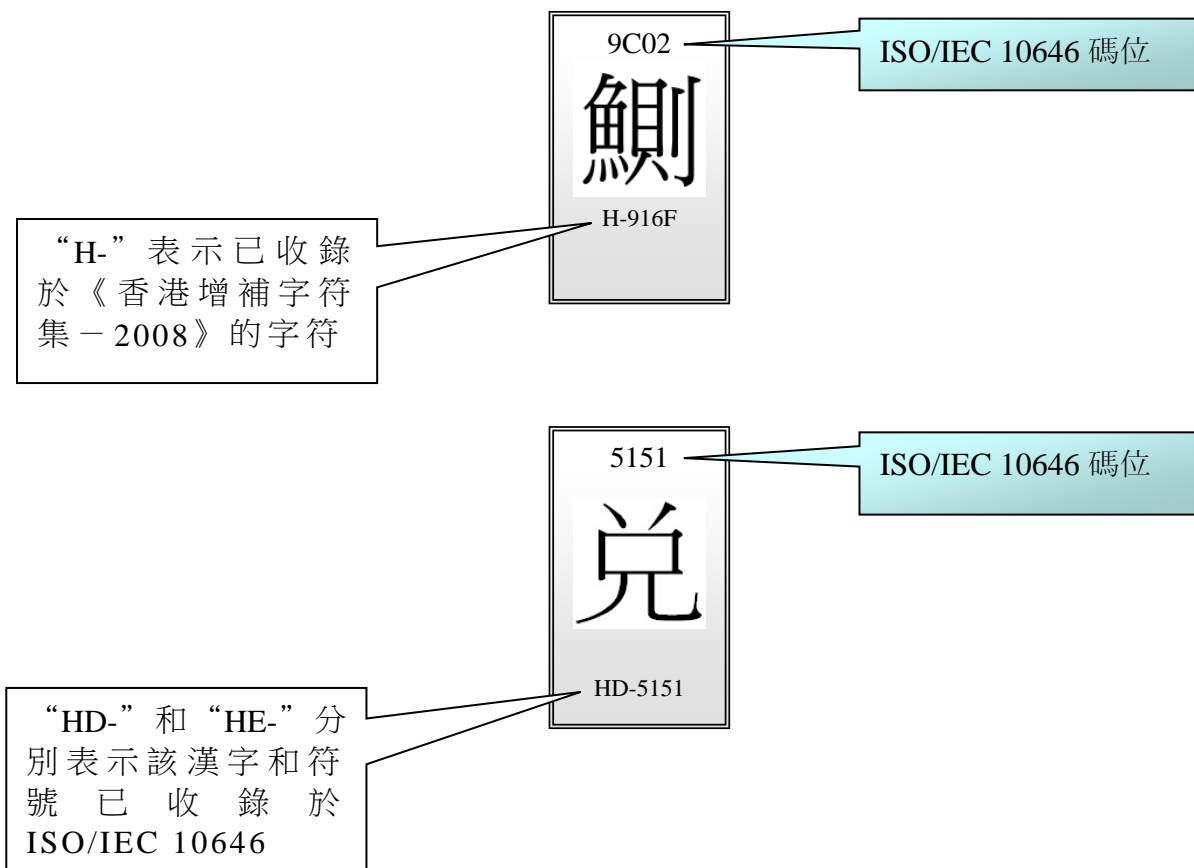 9C02
ISO/IEC 10646 碼位
鰂
H-916F
“H-”表示已收錄
於《香港增補字符
集－2008》的字符
5151
ISO/IEC 10646 碼位
兑
HD-5151
“HD-”和“HE-”分
別表示該漢字和符
號已收錄於
ISO/IEC 10646